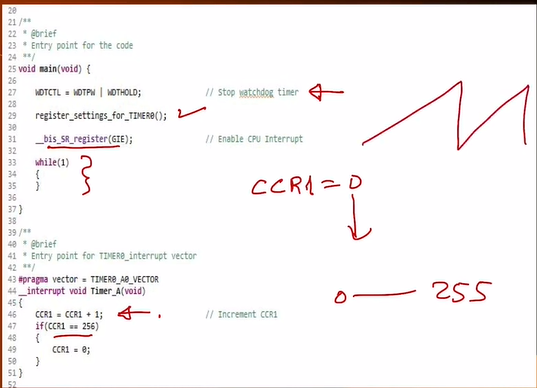 20
21 /**
22 * @brief
23 * Entry point for the code
24 **/
25 void main(void) {
26
27 WDTCTL = WDTPW | WDTHOLD; // Stop watchdog timer
28
29 register_settings_for_TIMER0();
30
31 __bis_SR_register(GIE); // Enable CPU Interrupt
32
33 while(1)
34 {
35 }
36
37 }
38
39 /**
40 * @brief
41 * Entry point for TIMER0_interrupt vector
42 **/
43 #pragma vector = TIMER0_A0_VECTOR
44 __interrupt void Timer_A(void)
45 {
46 CCR1 = CCR1 + 1; // Increment CCR1
47 if(CCR1 == 256)
48 {
49 CCR1 = 0;
50 }
51 }
52
CCR1 = 0
0 — 255